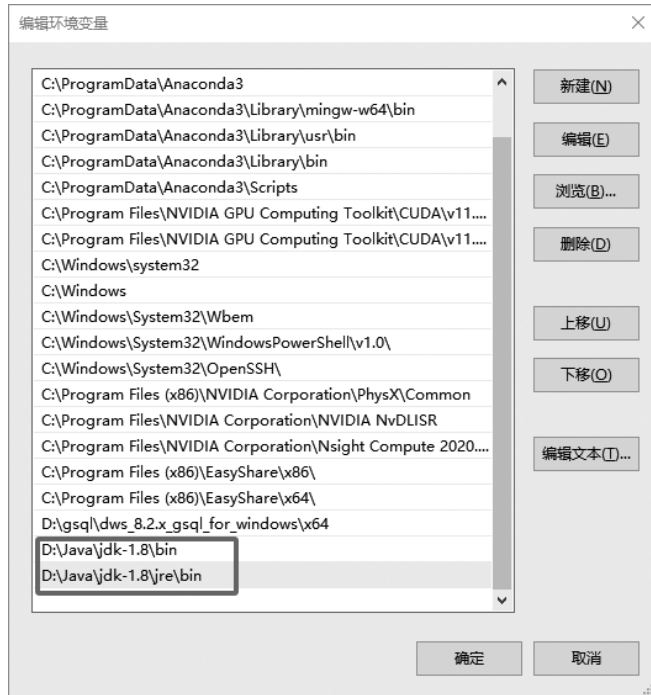 编辑环境变量
C:\ProgramData\Anaconda3
C:\ProgramData\Anaconda3\Library\mingw-w64\bin
C:\ProgramData\Anaconda3\Library\usr\bin
C:\ProgramData\Anaconda3\Library\bin
C:\ProgramData\Anaconda3\Scripts
C:\Program Files\NVIDIA GPU Computing Toolkit\CUDA\v11....
C:\Program Files\NVIDIA GPU Computing Toolkit\CUDA\v11....
C:\Windows\system32
C:\Windows
C:\Windows\System32\Wbem
C:\Windows\System32\WindowsPowerShell\v1.0\
C:\Windows\System32\OpenSSH\
C:\Program Files (x86)\NVIDIA Corporation\PhysX\Common
C:\Program Files\NVIDIA Corporation\NVIDIA NvDLISR
C:\Program Files\NVIDIA Corporation\Nsight Compute 2020....
C:\Program Files (x86)\EasyShare\x86\
C:\Program Files (x86)\EasyShare\x64\
D:\gsql\dws_8.2.x_gsql_for_windows\x64
D:\Java\jdk-1.8\bin
D:\Java\jdk-1.8\jre\bin
新建(N)
编辑(E)
浏览(B)...
删除(D)
上移(U)
下移(O)
编辑文本(T)...
确定
取消